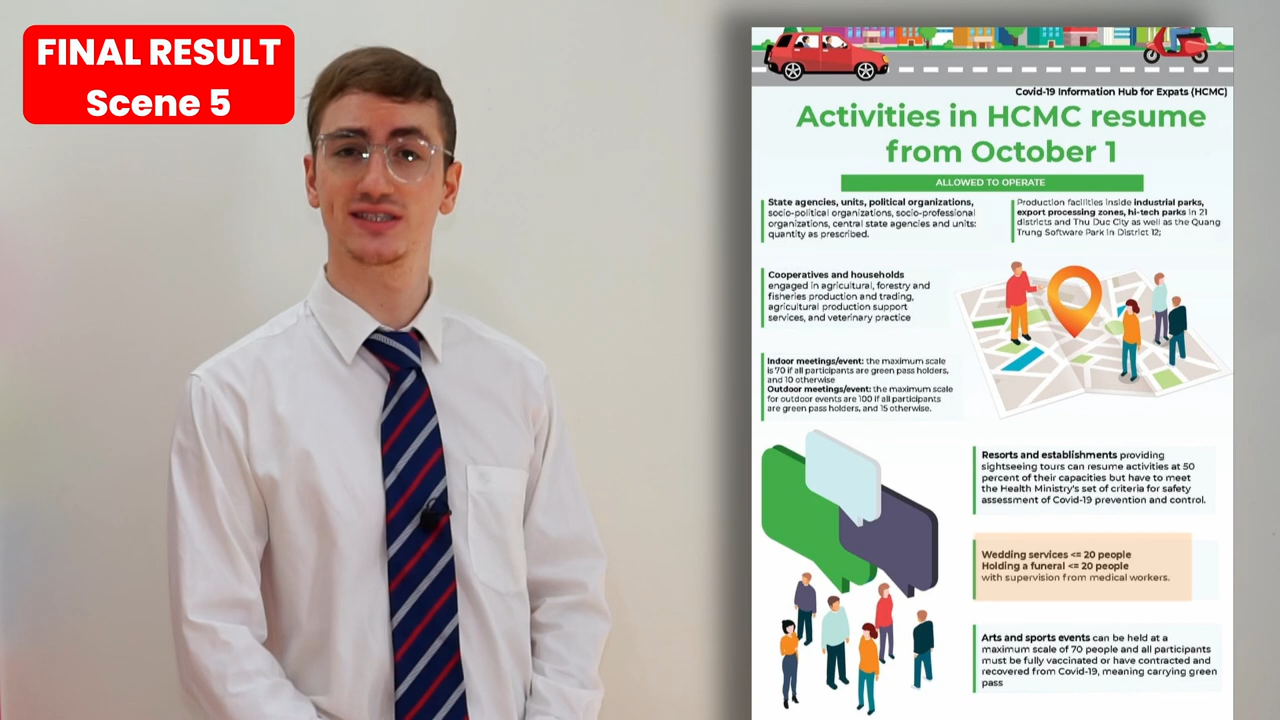 FINAL RESULT
Scene 5
Covid-19 Information Hub for Expats (HCMC)
Activities in HCMC resume
from October 1
ALLOWED TO OPERATE
State agencies, units, political organizations,
socio-political organizations, socio-professional
organizations, central state agencies and units:
quantity as prescribed.
Production facilities inside industrial parks,
export processing zones, hi-tech parks in 21
districts and Thu Duc City as well as the Quang
Trung Software Park in District 12;
Cooperatives and households
engaged in agricultural, forestry and
fisheries production and trading,
agricultural production support
services, and veterinary practice
Indoor meetings/event: the maximum scale
is 70 if all participants are green pass holders,
and 10 otherwise
Outdoor meetings/event: the maximum scale
for outdoor events are 100 if all participants
are green pass holders, and 15 otherwise.
Resorts and establishments providing
sightseeing tours can resume activities at 50
percent of their capacities but have to meet
the Health Ministry's set of criteria for safety
assessment of Covid-19 prevention and control.
Wedding services <= 20 people
Holding a funeral <= 20 people
with supervision from medical workers.
Arts and sports events can be held at a
maximum scale of 70 people and all participants
must be fully vaccinated or have contracted and
recovered from Covid-19, meaning carrying green
pass